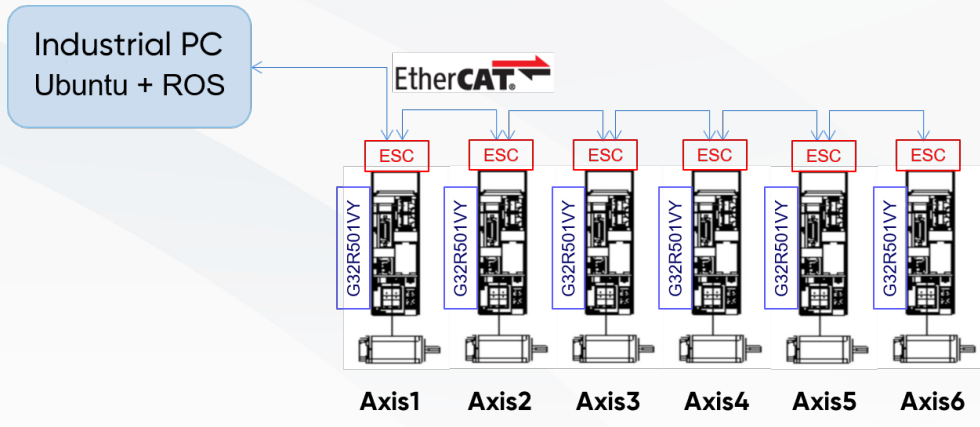 Industrial PC
Ubuntu + ROS
EtherCAT®
ESC
ESC
ESC
ESC
ESC
ESC
G32R501VY
G32R501VY
G32R501VY
G32R501VY
G32R501VY
G32R501VY
Axis1
Axis2
Axis3
Axis4
Axis5
Axis6